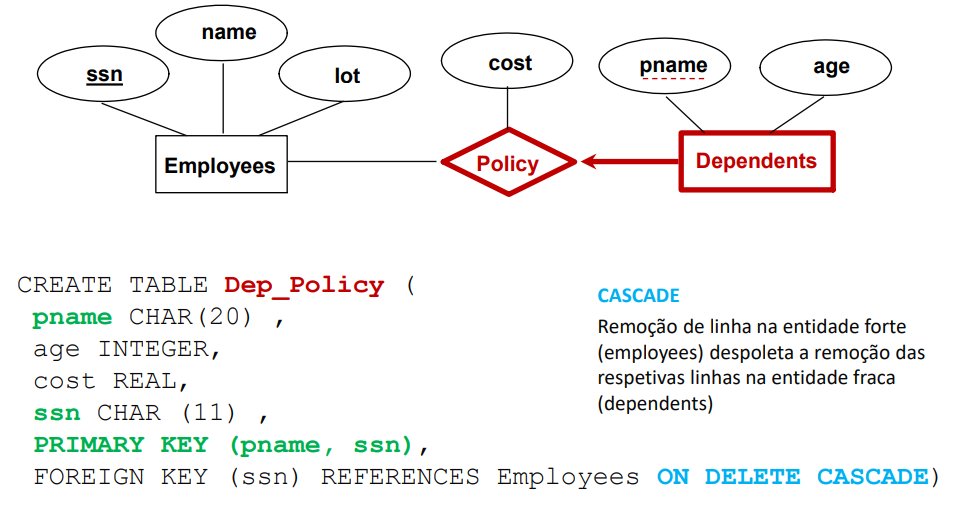 name
ssn
lot
cost
pname
age
Employees
Policy
Dependents
CREATE TABLE Dep_Policy (
pname CHAR(20) ,
age INTEGER,
cost REAL,
ssn CHAR (11) ,
PRIMARY KEY (pname, ssn),
FOREIGN KEY (ssn) REFERENCES Employees ON DELETE CASCADE)
CASCADE
Remoção de linha na entidade forte
(employees) despoleta a remoção das
respetivas linhas na entidade fraca
(dependents)